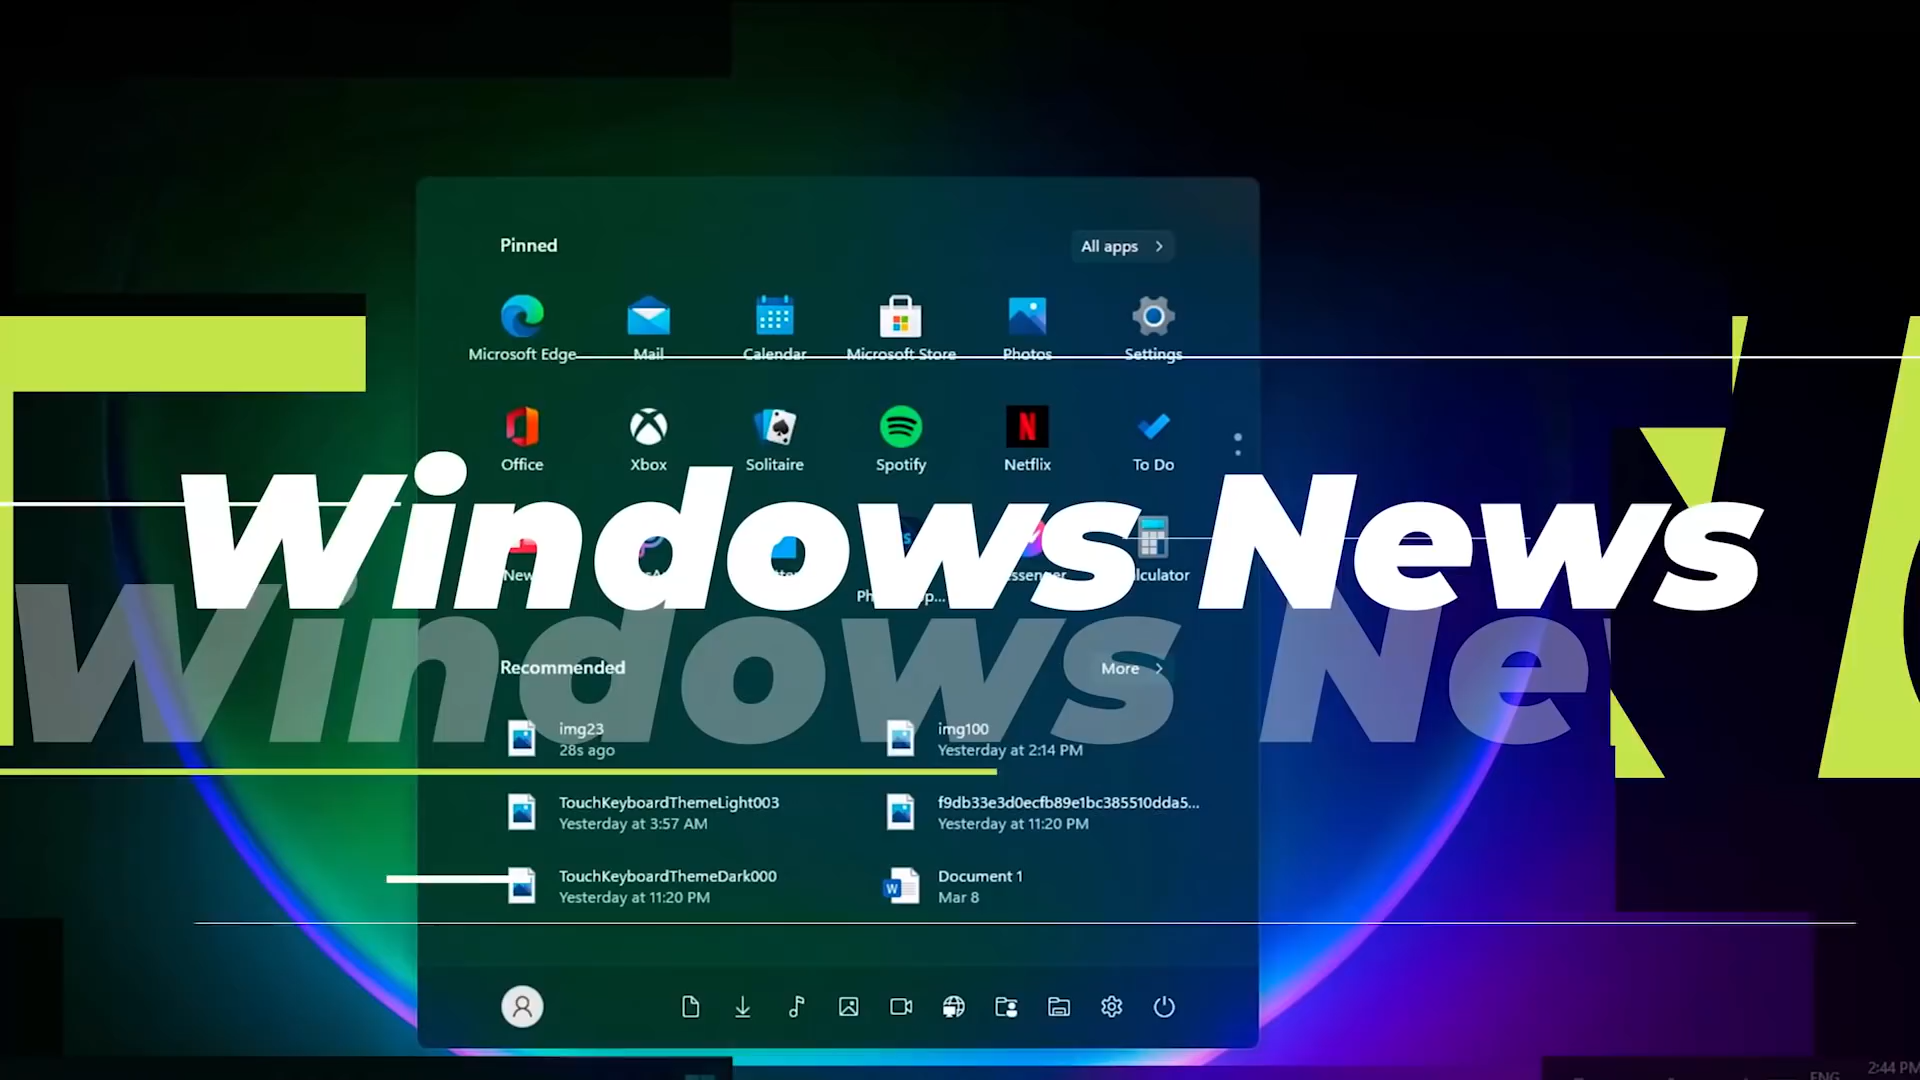 Pinned
All apps
Microsoft Edge Mail Calendar Microsoft Store Photos Settings
Office Xbox Solitaire Spotify Netflix To Do
Windows News
Windows Ne
Recommended
More
img23
28s ago
img100
Yesterday at 2:14 PM
TouchKeyboardThemeLight003
Yesterday at 3:57 AM
f9db33e3d0ecfb89e1bc385510dda5...
Yesterday at 11:20 PM
TouchKeyboardThemeDark000
Yesterday at 11:20 PM
Document 1
Mar 8
ENG
2:44 PM